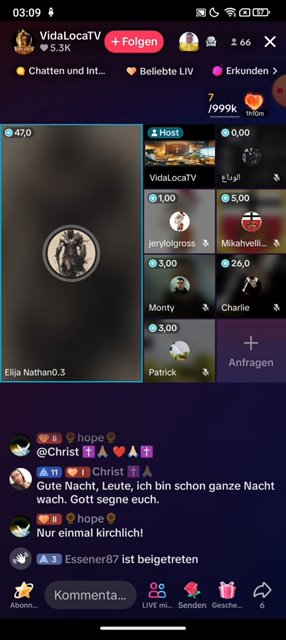 03:09
57
VidaLocaTV
5.3K
+ Folgen
66
Chatten und Int...
Beliebte LIV
Erkunden
7
/999k
1h10m
47,0
Host
VidaLocaTV
0,00
الوداع
1,00
jerylolgross
5,00
Mikahvelli...
3,00
Monty
26,0
Charlie
3,00
Patrick
Anfragen
Elija Nathan0.3
II hope
@Christ
11 I Christ
Gute Nacht, Leute, ich bin schon ganze Nacht
wach. Gott segne euch.
II hope
Nur einmal kirchlich!
3 Essener87 ist beigetreten
Abonn...
Kommenta...
LIVE mi...
Senden
Gesche...
6